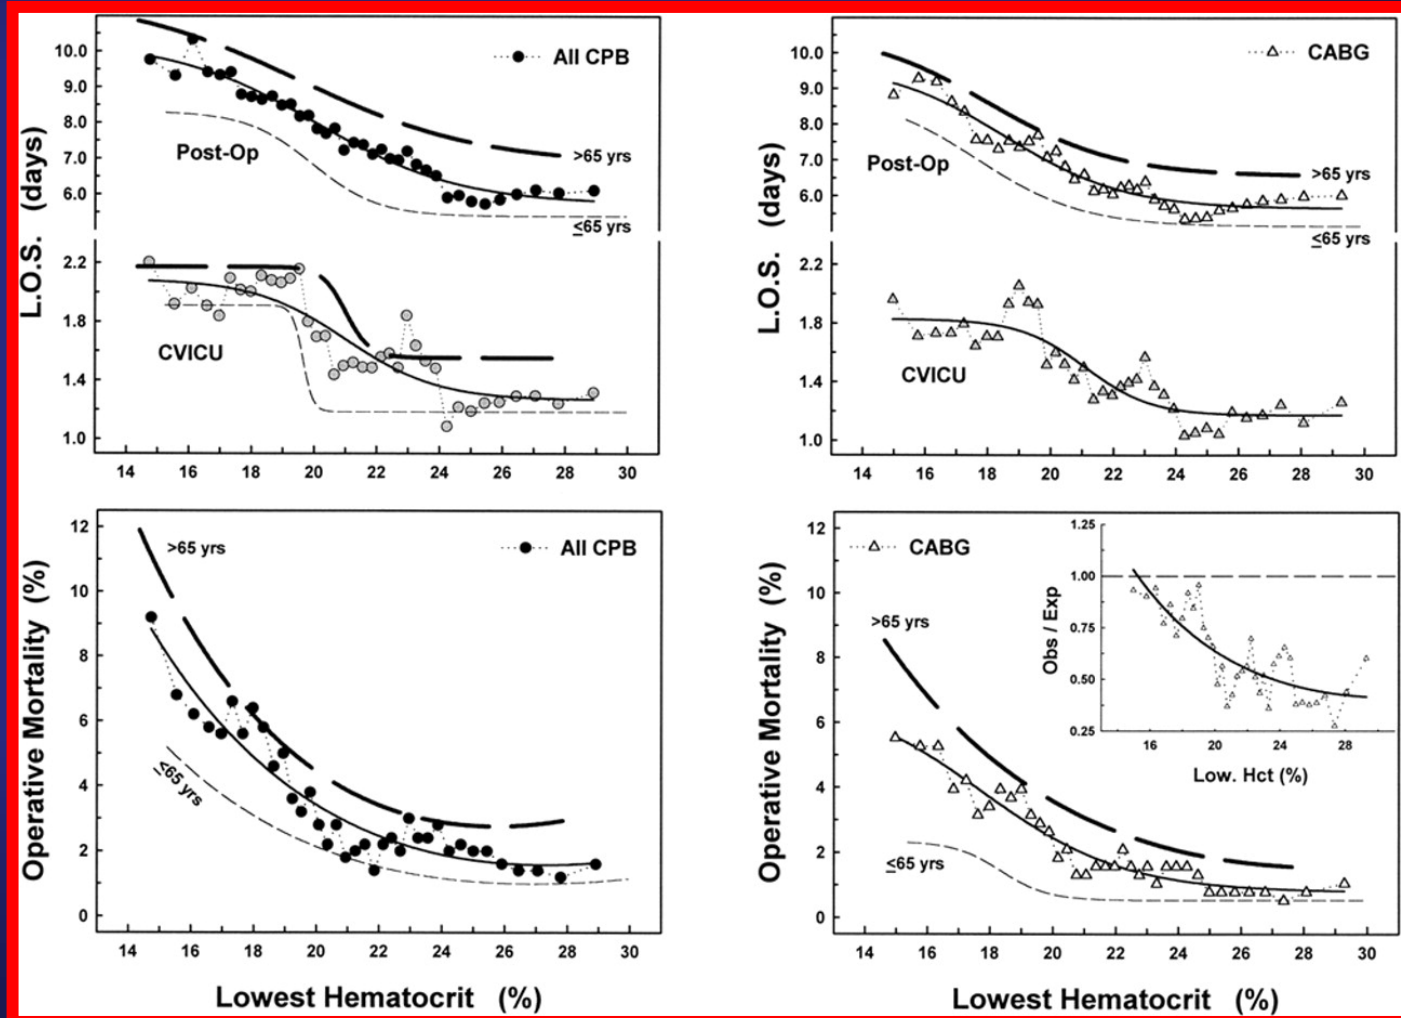 All CPB
L.O.S. (days)
10.0
9.0
8.0
7.0
6.0
Post-Op
>65 yrs
≤65 yrs
2.2
1.8
1.4
1.0
CVICU
14 16 18 20 22 24 26 28 30
CABG
L.O.S. (days)
10.0
9.0
8.0
7.0
6.0
Post-Op
>65 yrs
≤65 yrs
2.2
1.8
1.4
1.0
CVICU
14 16 18 20 22 24 26 28 30
All CPB
Operative Mortality (%)
12
10
8
6
4
2
0
>65 yrs
≤65 yrs
14 16 18 20 22 24 26 28 30
Lowest Hematocrit (%)
CABG
Operative Mortality (%)
12
10
8
6
4
2
0
>65 yrs
≤65 yrs
14 16 18 20 22 24 26 28 30
Lowest Hematocrit (%)
Obs / Exp
1.25
1.00
0.75
0.50
0.25
16 20 24 28
Low. Hct (%)